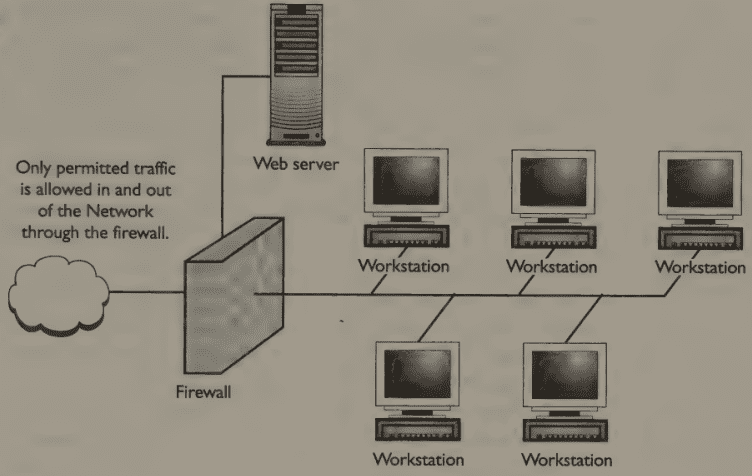 Web server
Only permitted traffic
is allowed in and out
of the Network
through the firewall.
Workstation
Workstation
Workstation
Firewall
Workstation
Workstation